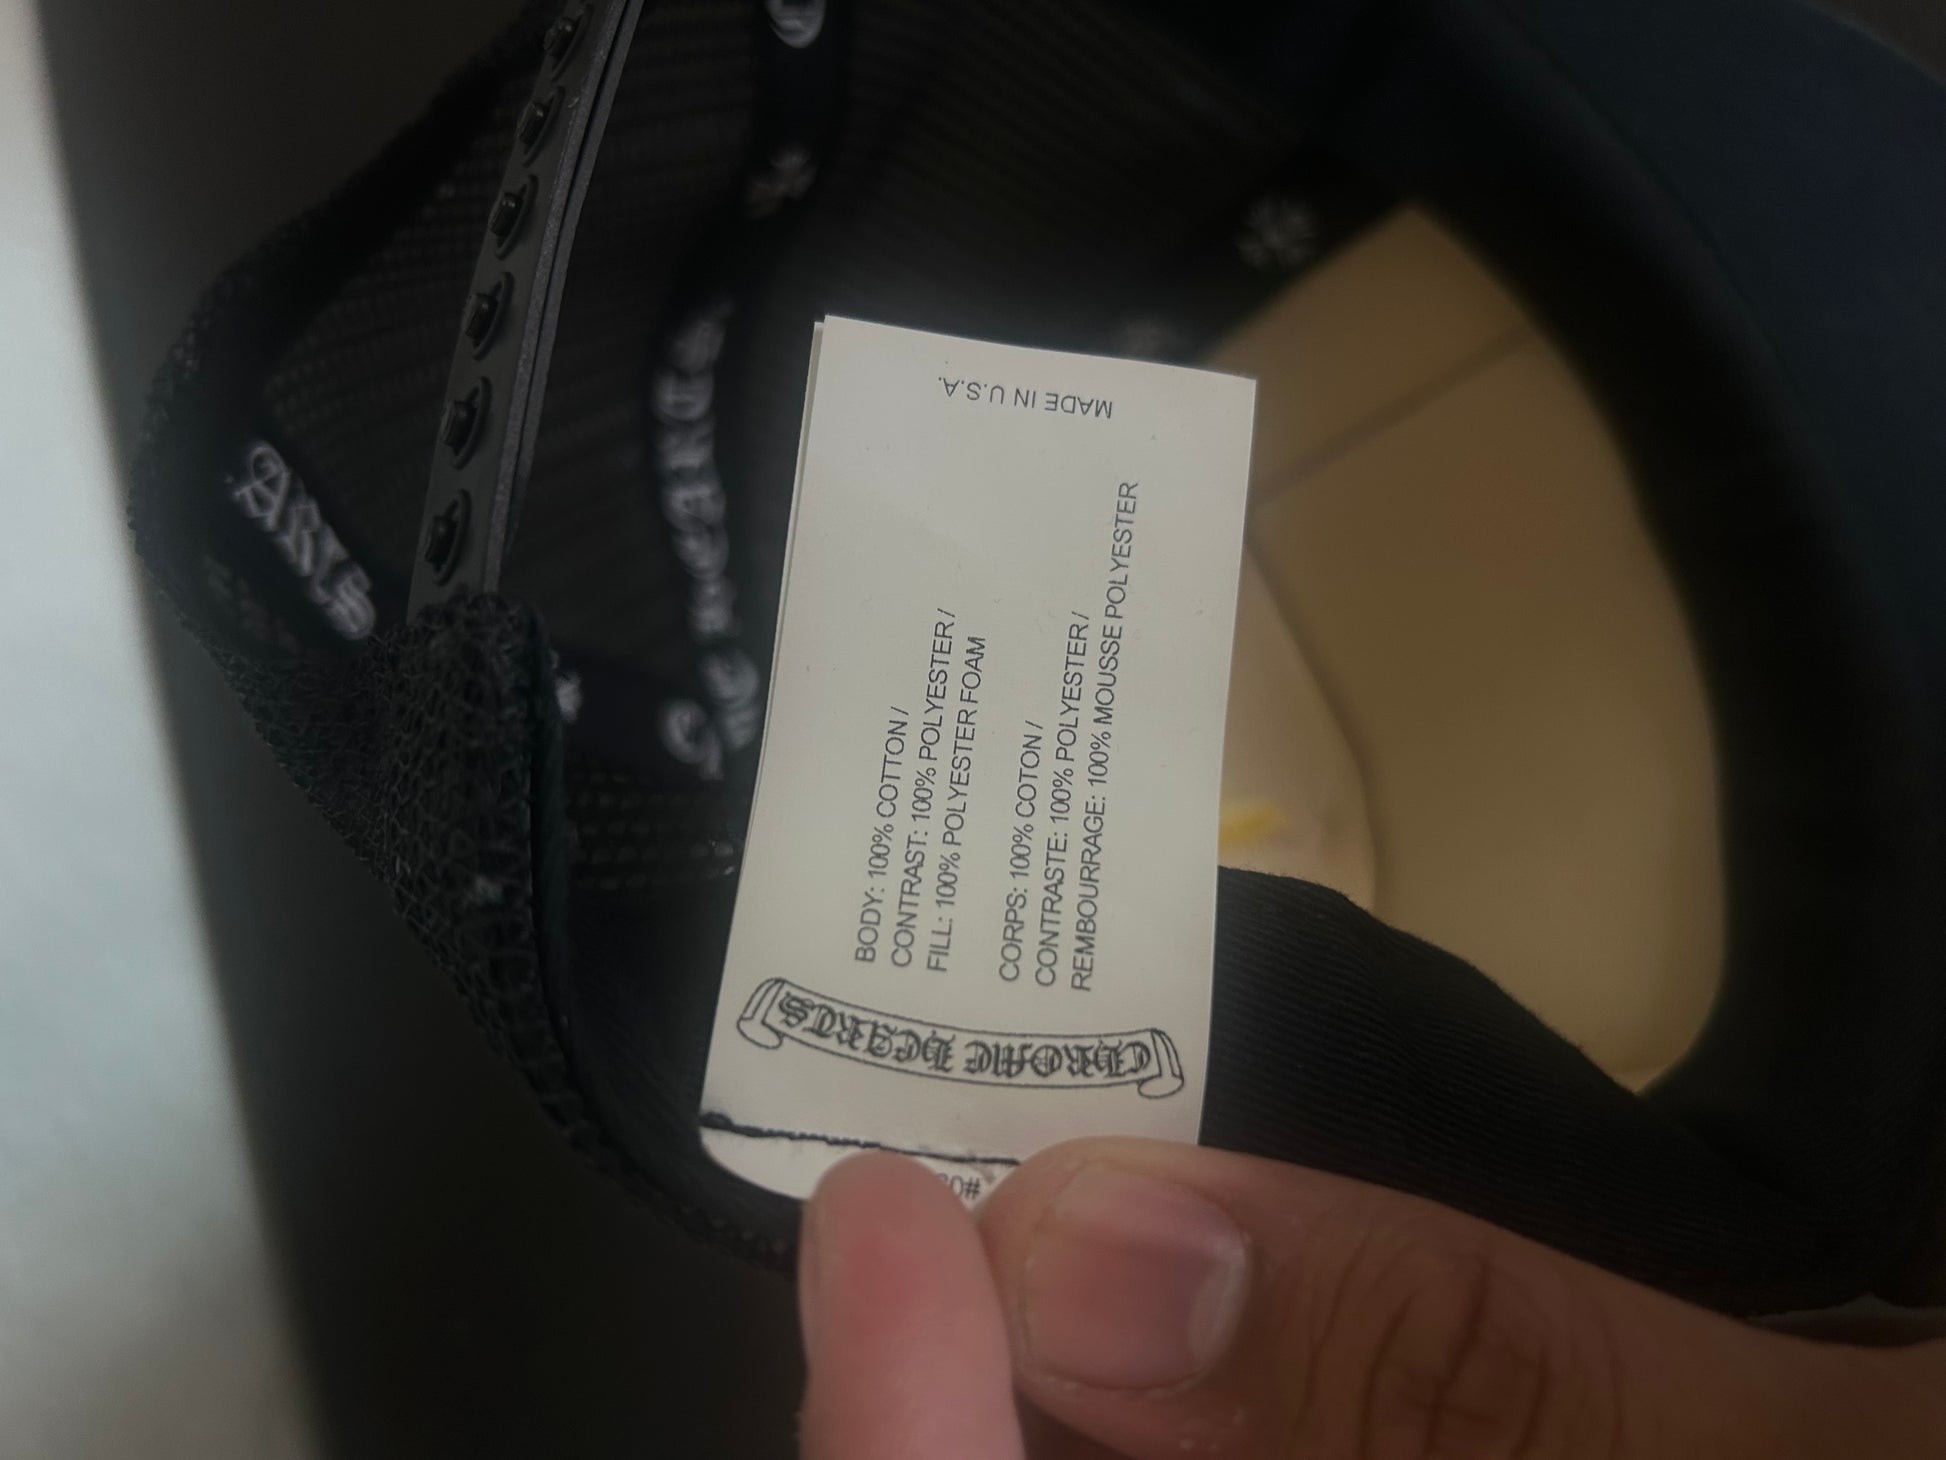 MADE IN U.S.A.
BODY: 100% COTTON /
CONTRAST: 100% POLYESTER /
FILL: 100% POLYESTER FOAM
CORPS: 100% COTON /
CONTRASTE: 100% POLYESTER /
REMBOURRAGE: 100% MOUSSE POLYESTER
CHROME HEARTS